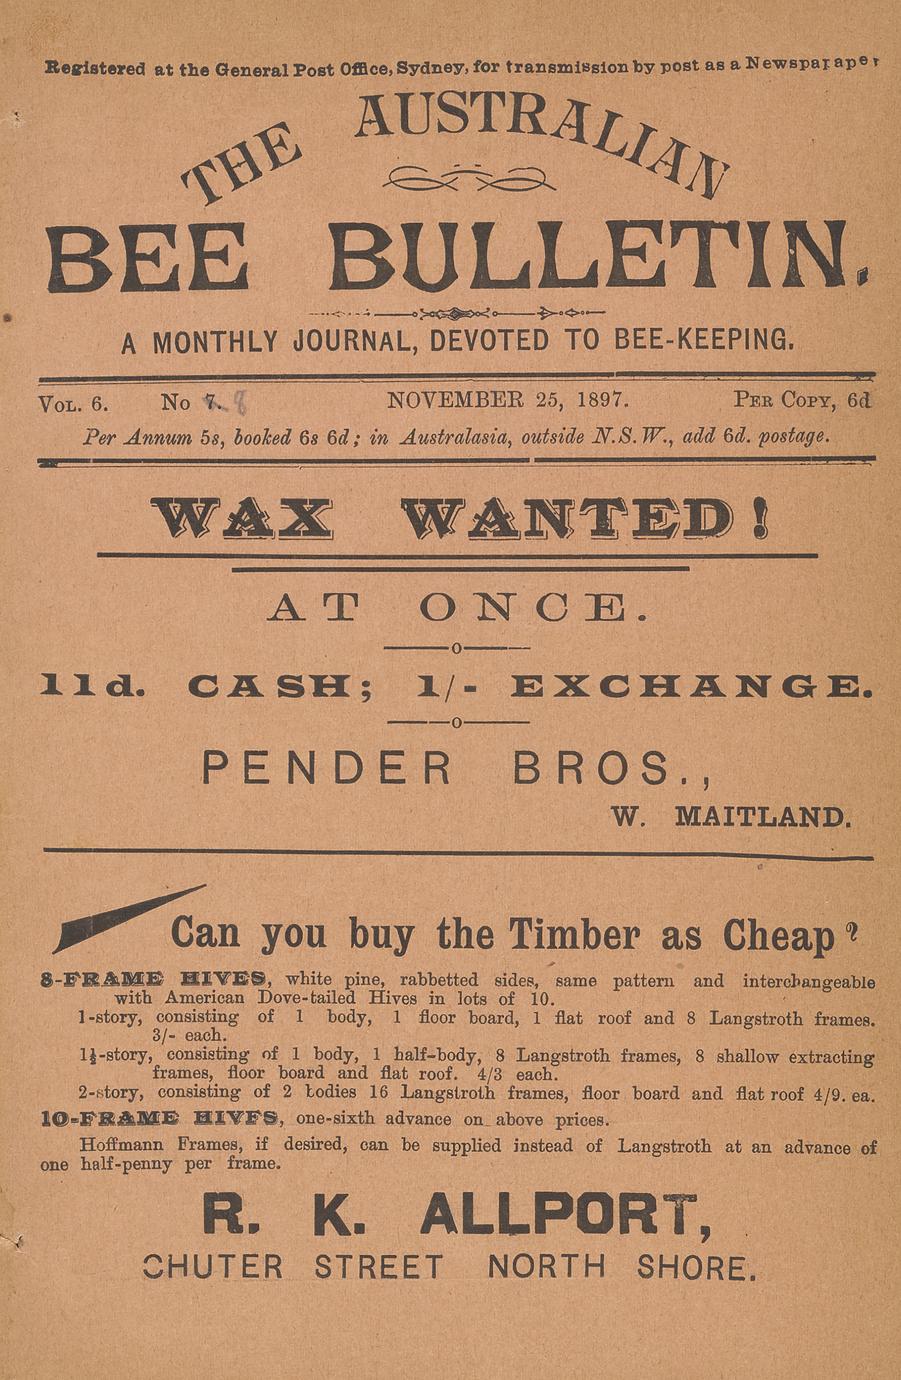 Registered at the General Post Office, Sydney, for transmission by post as a Newspapaper
THE AUSTRALIAN
BEE BULLETIN.
A MONTHLY JOURNAL, DEVOTED TO BEE-KEEPING.
VOL. 6. No 7. 8 NOVEMBER 25, 1897. PER COPY, 6d
Per Annum 5s, booked 6s 6d; in Australasia, outside N.S.W., add 6d. postage.
WAX WANTED!
AT ONCE.
o
11d. CASH; 1/- EXCHANGE.
o
PENDER BROS.,
W. MAITLAND.
Can you buy the Timber as Cheap?
8-FRAME HIVES, white pine, rabbetted sides, same pattern and interchangeable
with American Dove-tailed Hives in lots of 10.
1-story, consisting of 1 body, 1 floor board, 1 flat roof and 8 Langstroth frames.
3/- each.
1½-story, consisting of 1 body, 1 half-body, 8 Langstroth frames, 8 shallow extracting
frames, floor board and flat roof. 4/3 each.
2-story, consisting of 2 bodies 16 Langstroth frames, floor board and flat roof 4/9. ea.
10-FRAME HIVES, one-sixth advance on above prices.
Hoffmann Frames, if desired, can be supplied instead of Langstroth at an advance of
one half-penny per frame.
R. K. ALLPORT,
CHUTER STREET NORTH SHORE.